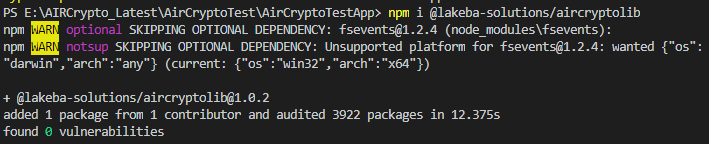 PS E:\AIRCrypto_Latest\AirCryptoTest\AirCryptoTestApp> npm i @lakeba-solutions/aircryptolib
npm WARN optional SKIPPING OPTIONAL DEPENDENCY: fsevents@1.2.4 (node_modules\fsevents):
npm WARN notsup SKIPPING OPTIONAL DEPENDENCY: Unsupported platform for fsevents@1.2.4: wanted {"os":
"darwin","arch":"any"} (current: {"os":"win32","arch":"x64"})
+ @lakeba-solutions/aircryptolib@1.0.2
added 1 package from 1 contributor and audited 3922 packages in 12.375s
found 0 vulnerabilities